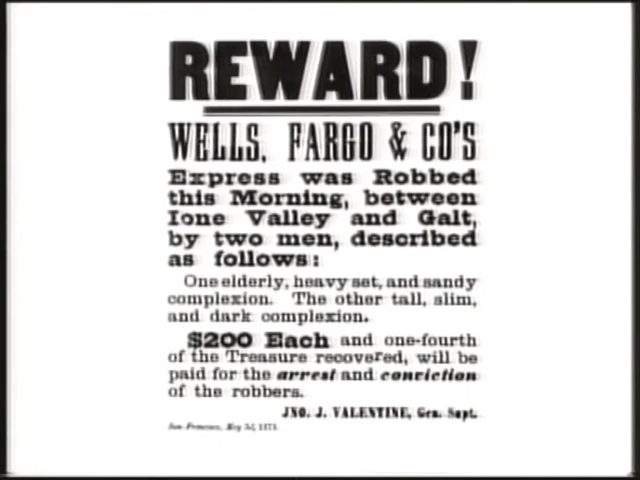 REWARD!
WELLS, FARGO & CO'S
Express was Robbed
this Morning, between
Ione Valley and Galt,
by two men, described
as follows:
One elderly, heavy set, and sandy
complexion. The other tall, slim,
and dark complexion.
$200 Each and one-fourth
of the Treasure recovered, will be
paid for the arrest and conviction
of the robbers.
JNO. J. VALENTINE, Gen. Supt.
San Francisco, May